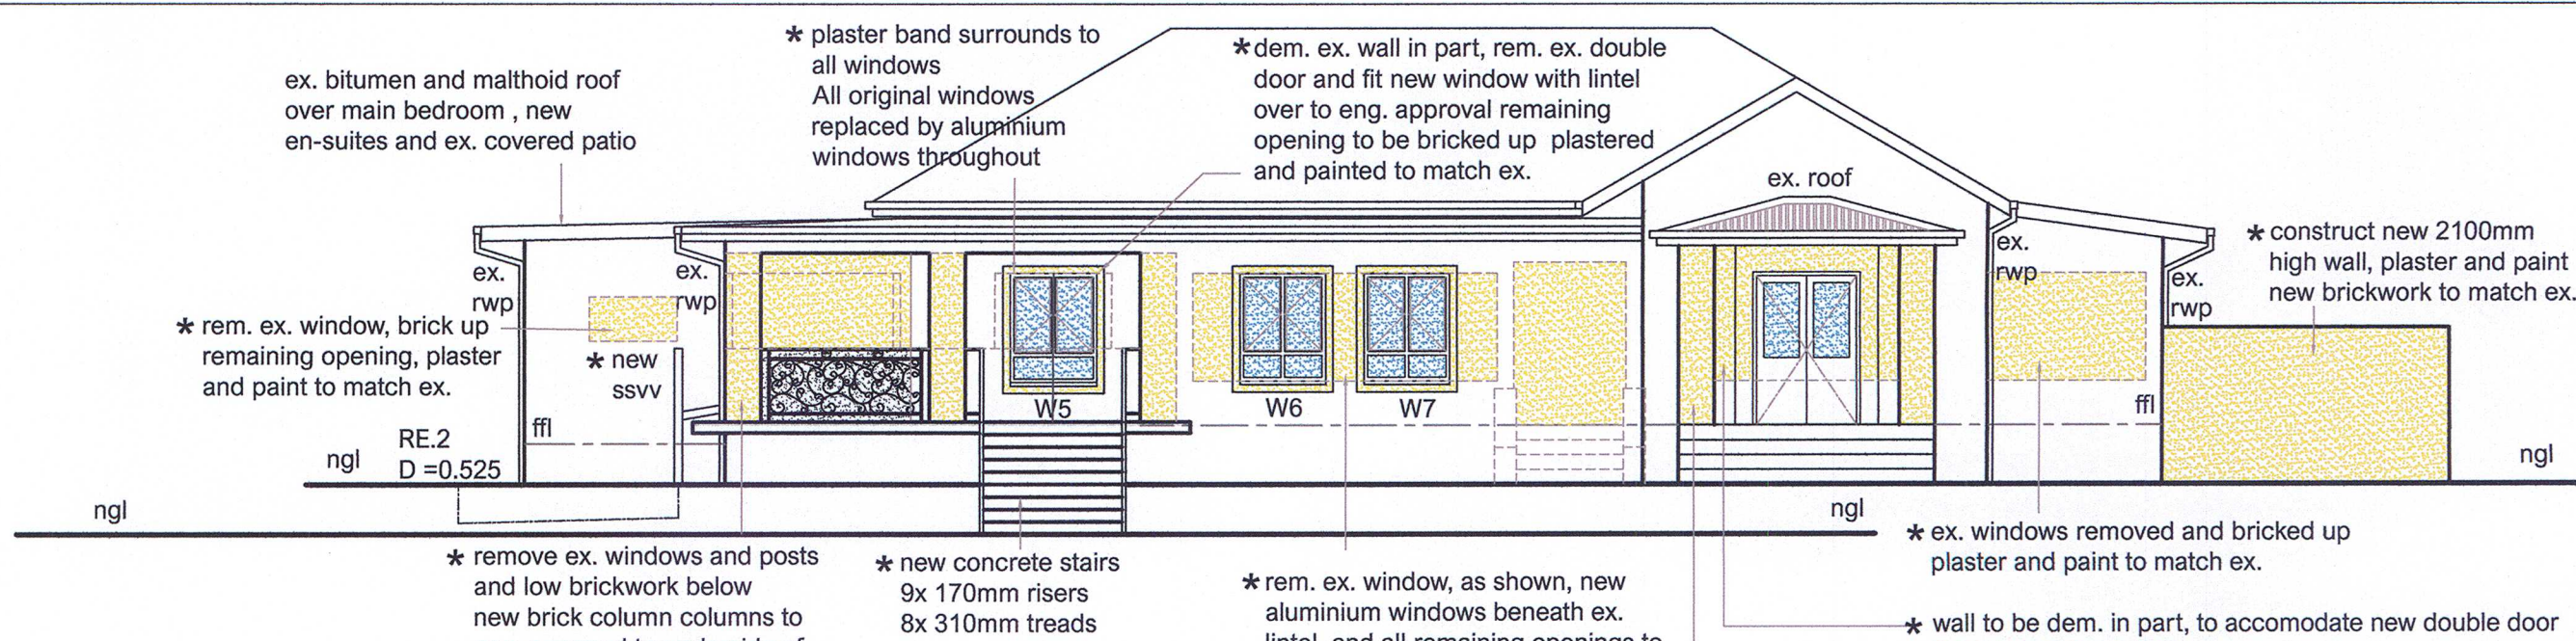 * plaster band surrounds to
all windows
All original windows
replaced by aluminium
windows throughout
* dem. ex. wall in part, rem. ex. double
door and fit new window with lintel
over to eng. approval remaining
opening to be bricked up plastered
and painted to match ex.
ex. bitumen and malthoid roof
over main bedroom , new
en-suites and ex. covered patio
ex. roof
* construct new 2100mm
high wall, plaster and paint
new brickwork to match ex.
ex.
rwp
ex.
rwp
ex.
rwp
ex.
rwp
* rem. ex. window, brick up
remaining opening, plaster
and paint to match ex.
* new
ssvv
W5
W6
W7
ffl
ffl
RE.2
D =0.525
ngl
ngl
ngl
ngl
* remove ex. windows and posts
and low brickwork below
new brick column columns to
* new concrete stairs
9x 170mm risers
8x 310mm treads
* rem. ex. window, as shown, new
aluminium windows beneath ex.
lintel, and all remaining openings to
* ex. windows removed and bricked up
plaster and paint to match ex.
* wall to be dem. in part, to accomodate new double door